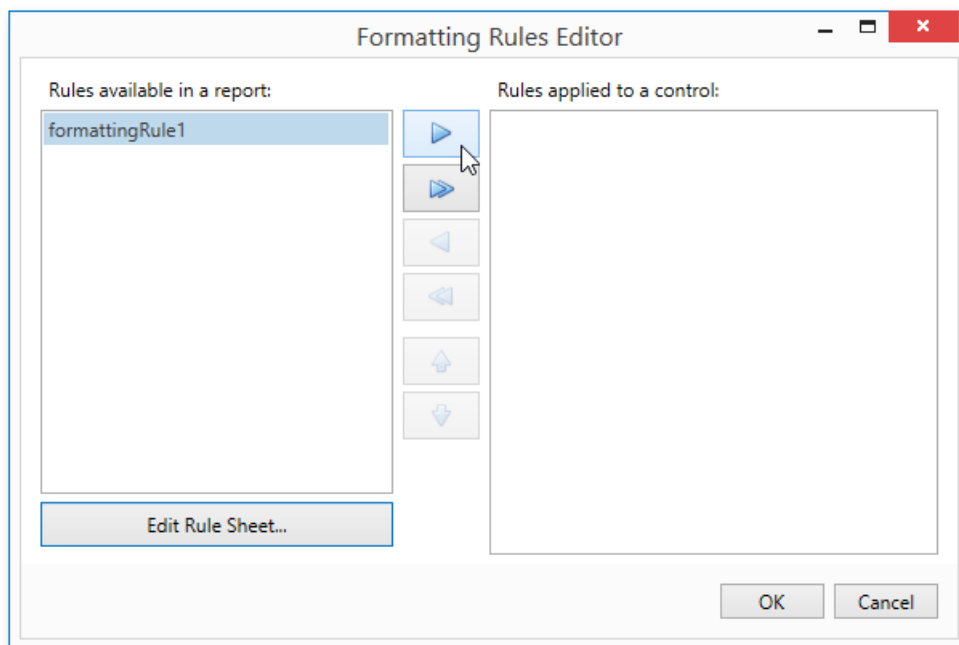 Formatting Rules Editor
Rules available in a report:
Rules applied to a control:
formattingRule1
Edit Rule Sheet...
OK
Cancel